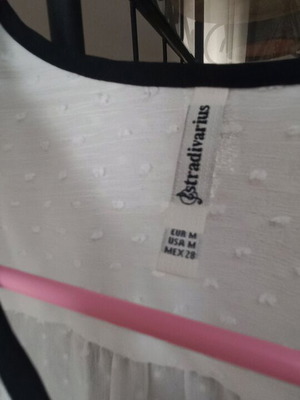 stradivarius
EUR M
USA M
MEX 28